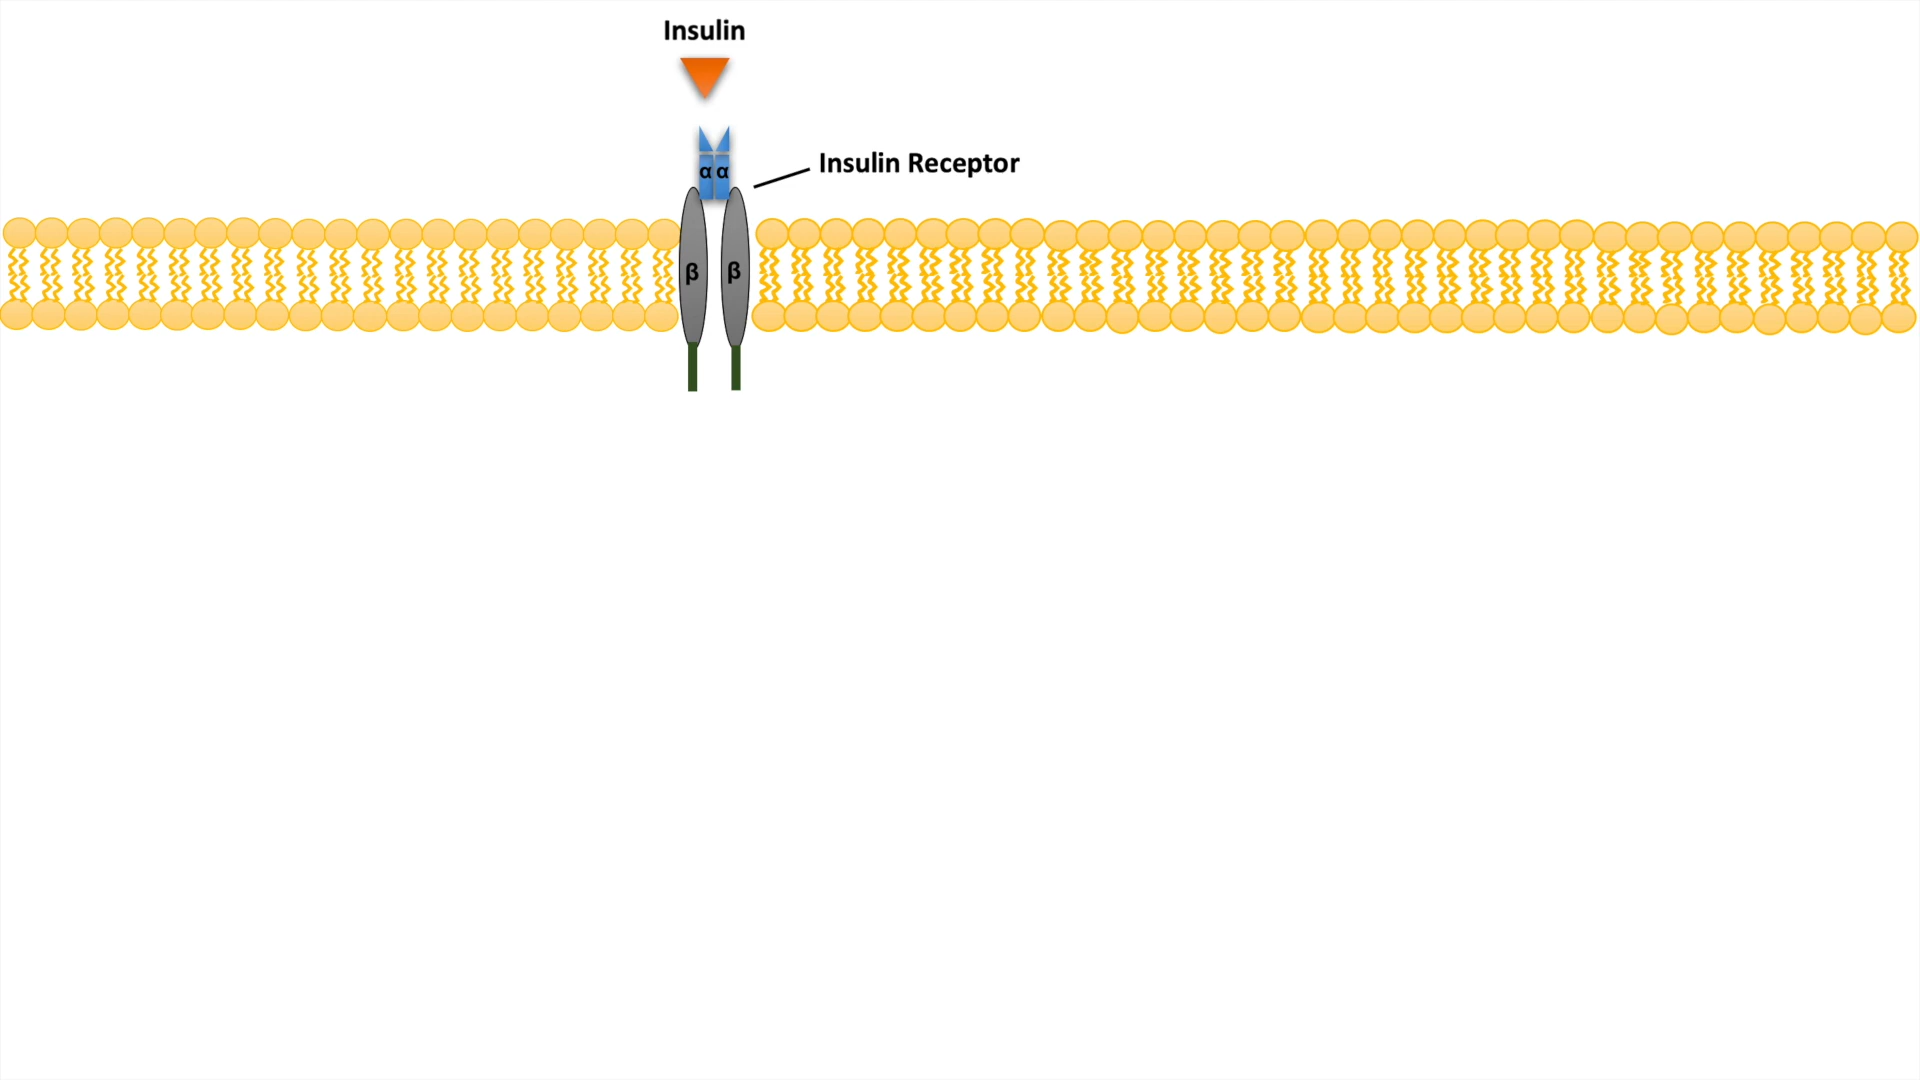 Insulin
Insulin Receptor
α α
β β